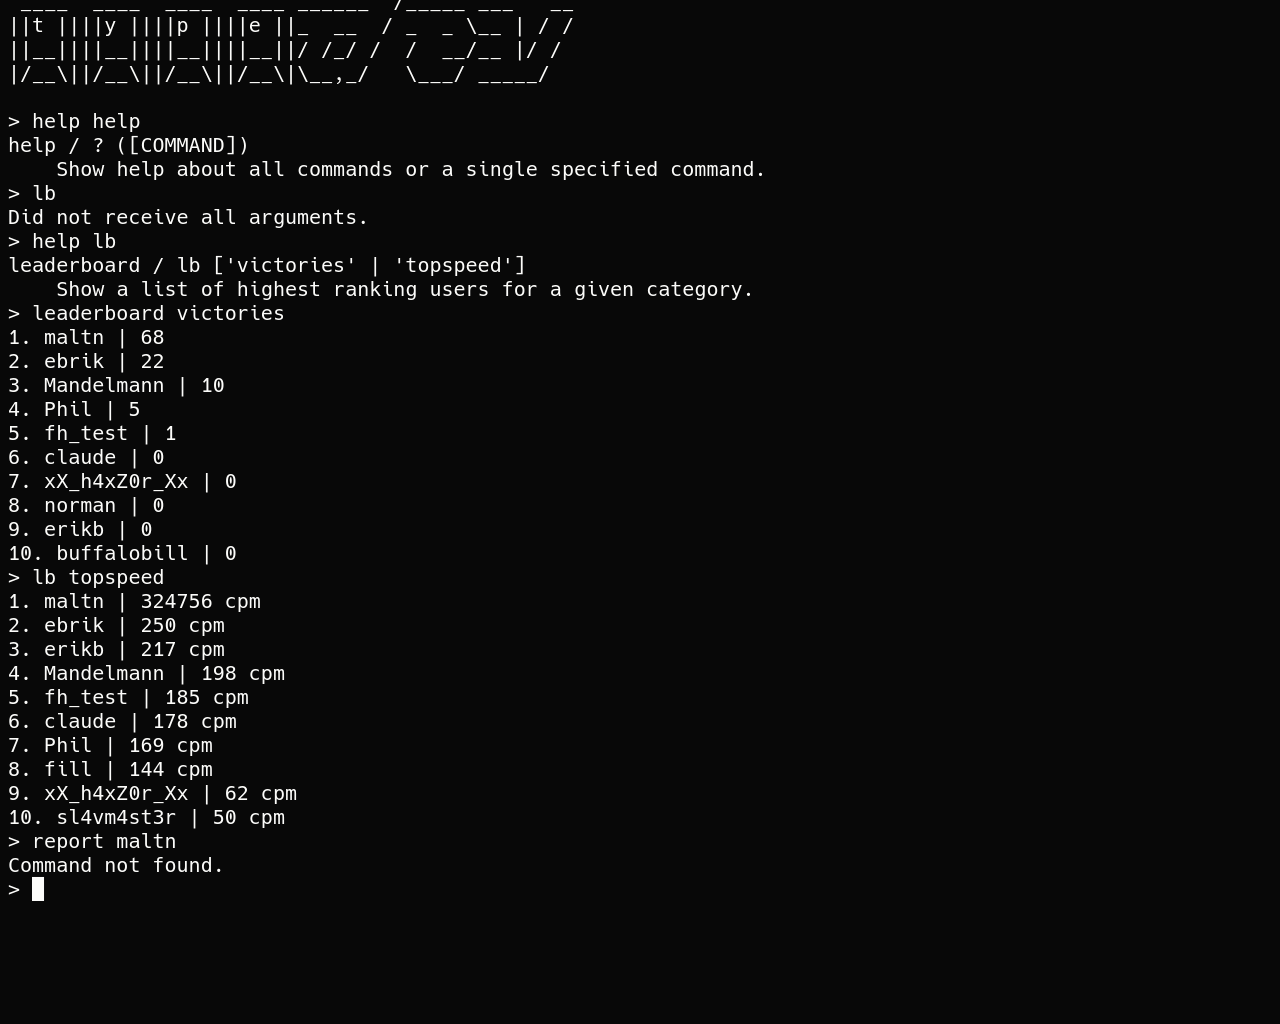 ____  ____  ____  ____ ______  /_____ ___   __
||t ||||y ||||p ||||e ||_  __  / _  _ \__ | / /
||__||||__||||__||||__||/ /_/ /  /  __/__ |/ /
|/__\||/__\||/__\||/__\|\__,_/   \___/ _____/
> help help
help / ? ([COMMAND])
    Show help about all commands or a single specified command.
> lb
Did not receive all arguments.
> help lb
leaderboard / lb ['victories' | 'topspeed']
    Show a list of highest ranking users for a given category.
> leaderboard victories
1. maltn | 68
2. ebrik | 22
3. Mandelmann | 10
4. Phil | 5
5. fh_test | 1
6. claude | 0
7. xX_h4xZ0r_Xx | 0
8. norman | 0
9. erikb | 0
10. buffalobill | 0
> lb topspeed
1. maltn | 324756 cpm
2. ebrik | 250 cpm
3. erikb | 217 cpm
4. Mandelmann | 198 cpm
5. fh_test | 185 cpm
6. claude | 178 cpm
7. Phil | 169 cpm
8. fill | 144 cpm
9. xX_h4xZ0r_Xx | 62 cpm
10. sl4vm4st3r | 50 cpm
> report maltn
Command not found.
>